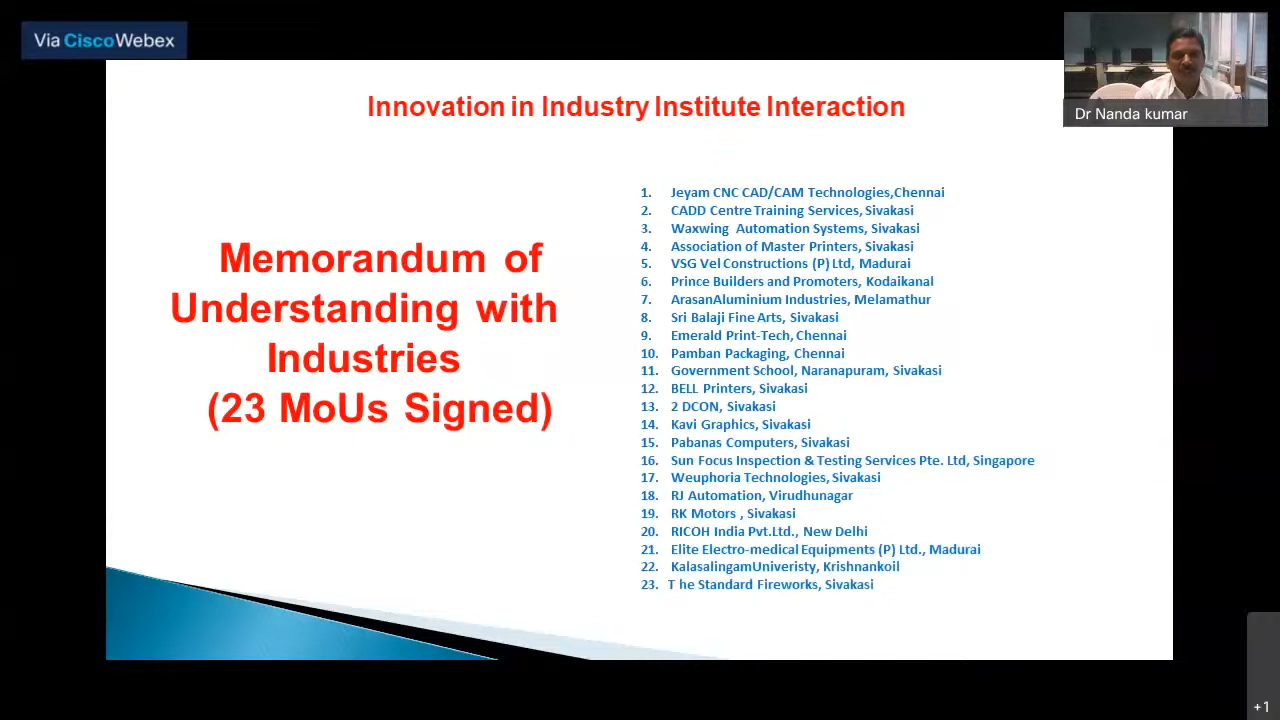 Via CiscoWebex
Dr Nanda kumar
Innovation in Industry Institute Interaction
Memorandum of
Understanding with
Industries
(23 MoUs Signed)
1. Jeyam CNC CAD/CAM Technologies,Chennai
2. CADD Centre Training Services, Sivakasi
3. Waxwing Automation Systems, Sivakasi
4. Association of Master Printers, Sivakasi
5. VSG Vel Constructions (P) Ltd, Madurai
6. Prince Builders and Promoters, Kodaikanal
7. ArasanAluminium Industries, Melamathur
8. Sri Balaji Fine Arts, Sivakasi
9. Emerald Print-Tech, Chennai
10. Pamban Packaging, Chennai
11. Government School, Naranapuram, Sivakasi
12. BELL Printers, Sivakasi
13. 2 DCON, Sivakasi
14. Kavi Graphics, Sivakasi
15. Pabanas Computers, Sivakasi
16. Sun Focus Inspection & Testing Services Pte. Ltd, Singapore
17. Weuphoria Technologies, Sivakasi
18. RJ Automation, Virudhunagar
19. RK Motors , Sivakasi
20. RICOH India Pvt.Ltd., New Delhi
21. Elite Electro-medical Equipments (P) Ltd., Madurai
22. KalasalingamUniveristy, Krishnankoil
23. T he Standard Fireworks, Sivakasi
+1